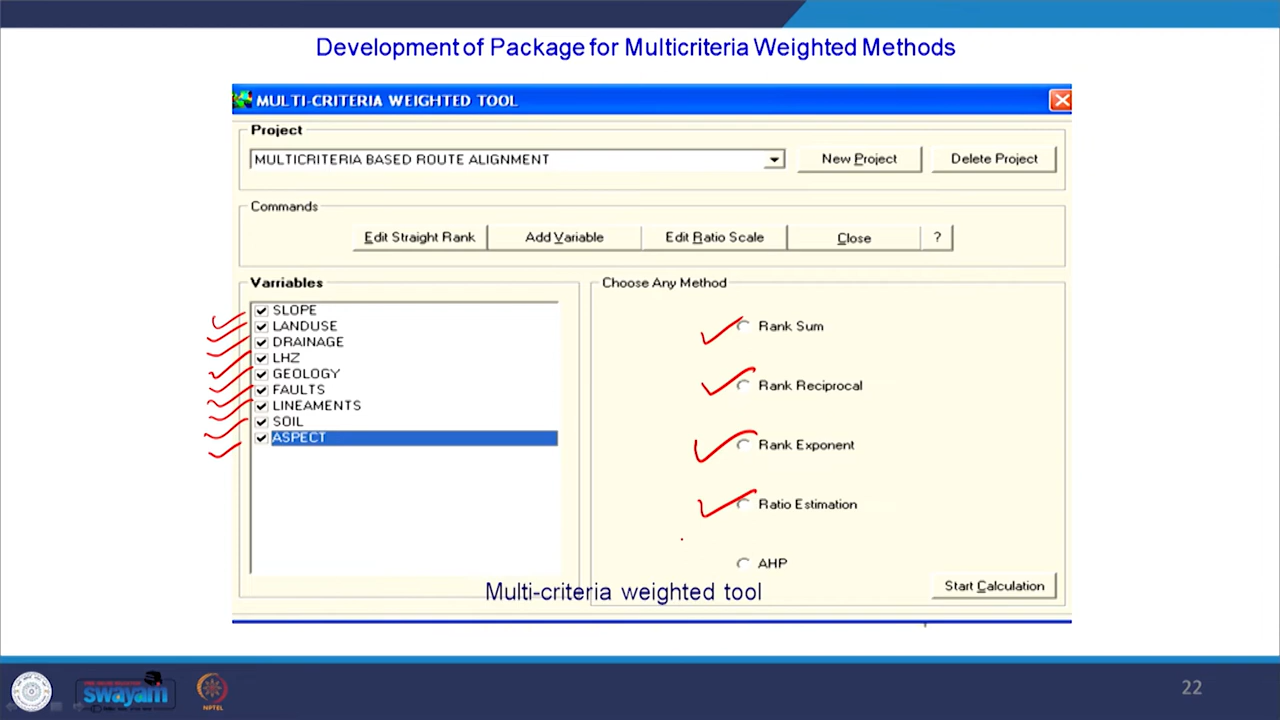 Development of Package for Multicriteria Weighted Methods
MULTI-CRITERIA WEIGHTED TOOL
Project
MULTICRITERIA BASED ROUTE ALIGNMENT
New Project
Delete Project
Commands
Edit Straight Rank
Add Variable
Edit Ratio Scale
Close
?
Varriables
SLOPE
LANDUSE
DRAINAGE
LHZ
GEOLOGY
FAULTS
LINEAMENTS
SOIL
ASPECT
Choose Any Method
Rank Sum
Rank Reciprocal
Rank Exponent
Ratio Estimation
AHP
Start Calculation
Multi-criteria weighted tool
swayam
NPTEL
22